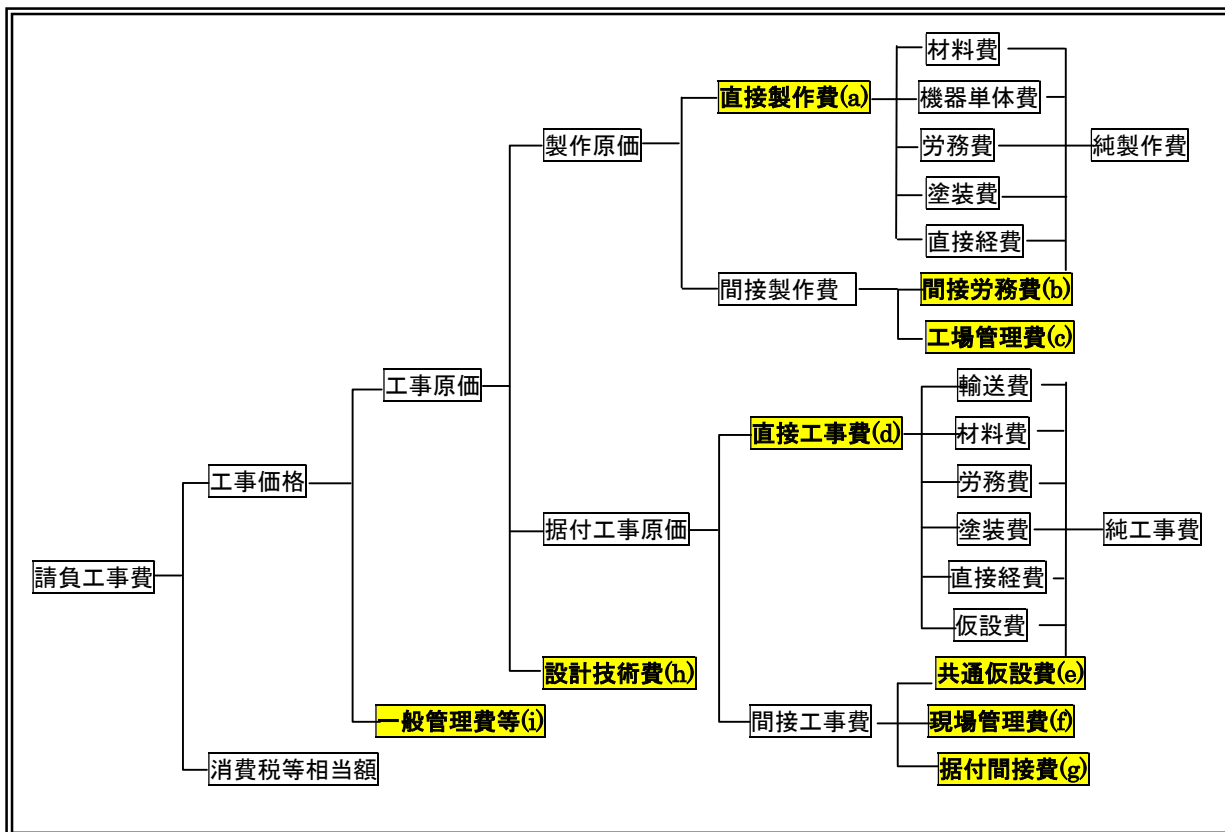 材料費
直接製作費(a)
機器単体費
製作原価
労務費
純製作費
塗装費
直接経費
間接製作費
間接労務費(b)
工場管理費(c)
工事原価
輸送費
直接工事費(d)
材料費
工事価格
労務費
据付工事原価
塗装費
純工事費
請負工事費
直接経費
仮設費
設計技術費(h)
共通仮設費(e)
一般管理費等(i)
間接工事費
現場管理費(f)
消費税等相当額
据付間接費(g)